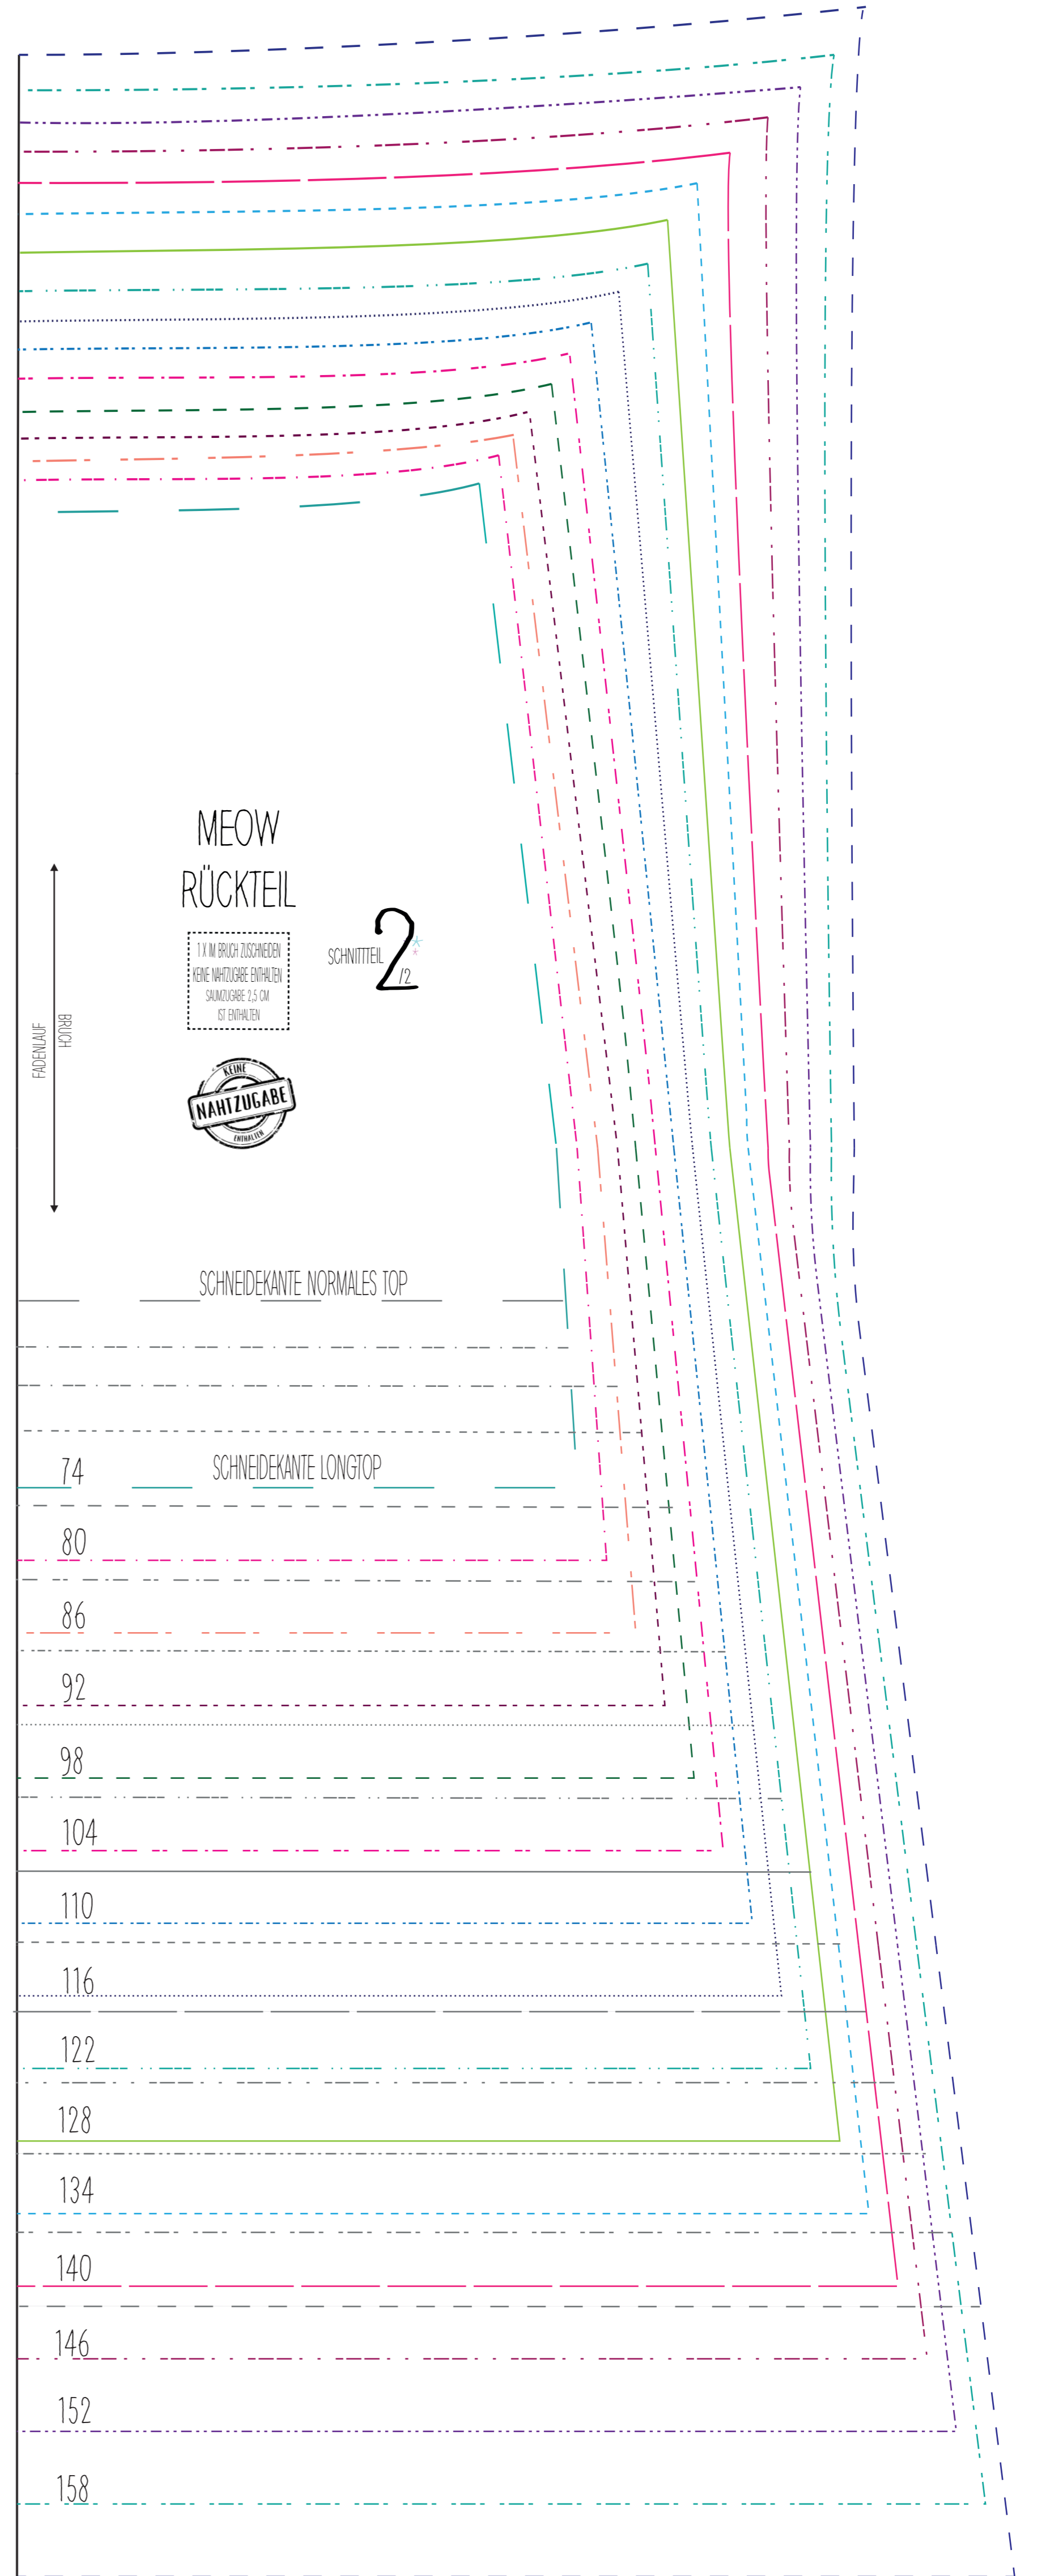 MEOW
RÜCKTEIL
1 X IM BRUCH ZUSCHNEIDEN
KEINE NAHTZUGABE ENTHALTEN
SAUMZUGABE 2,5 CM
IST ENTHALTEN
SCHNITTTEIL 2 /2
FADENLAUF
BRUCH
KEINE
NAHTZUGABE
ENTHALTEN
SCHNEIDEKANTE NORMALES TOP
74
SCHNEIDEKANTE LONGTOP
80
86
92
98
104
110
116
122
128
134
140
146
152
158